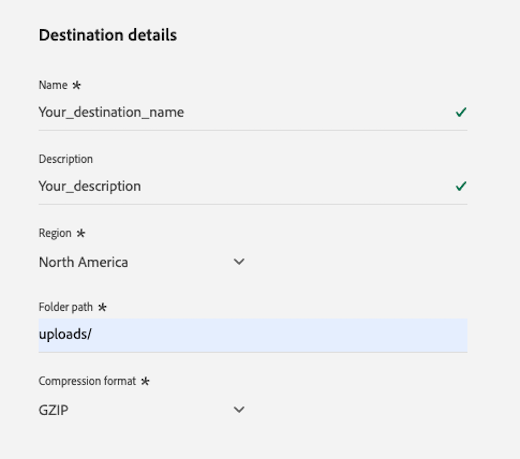 Destination details
Name *
Your_destination_name
Description
Your_description
Region *
North America
Folder path *
uploads/
Compression format *
GZIP